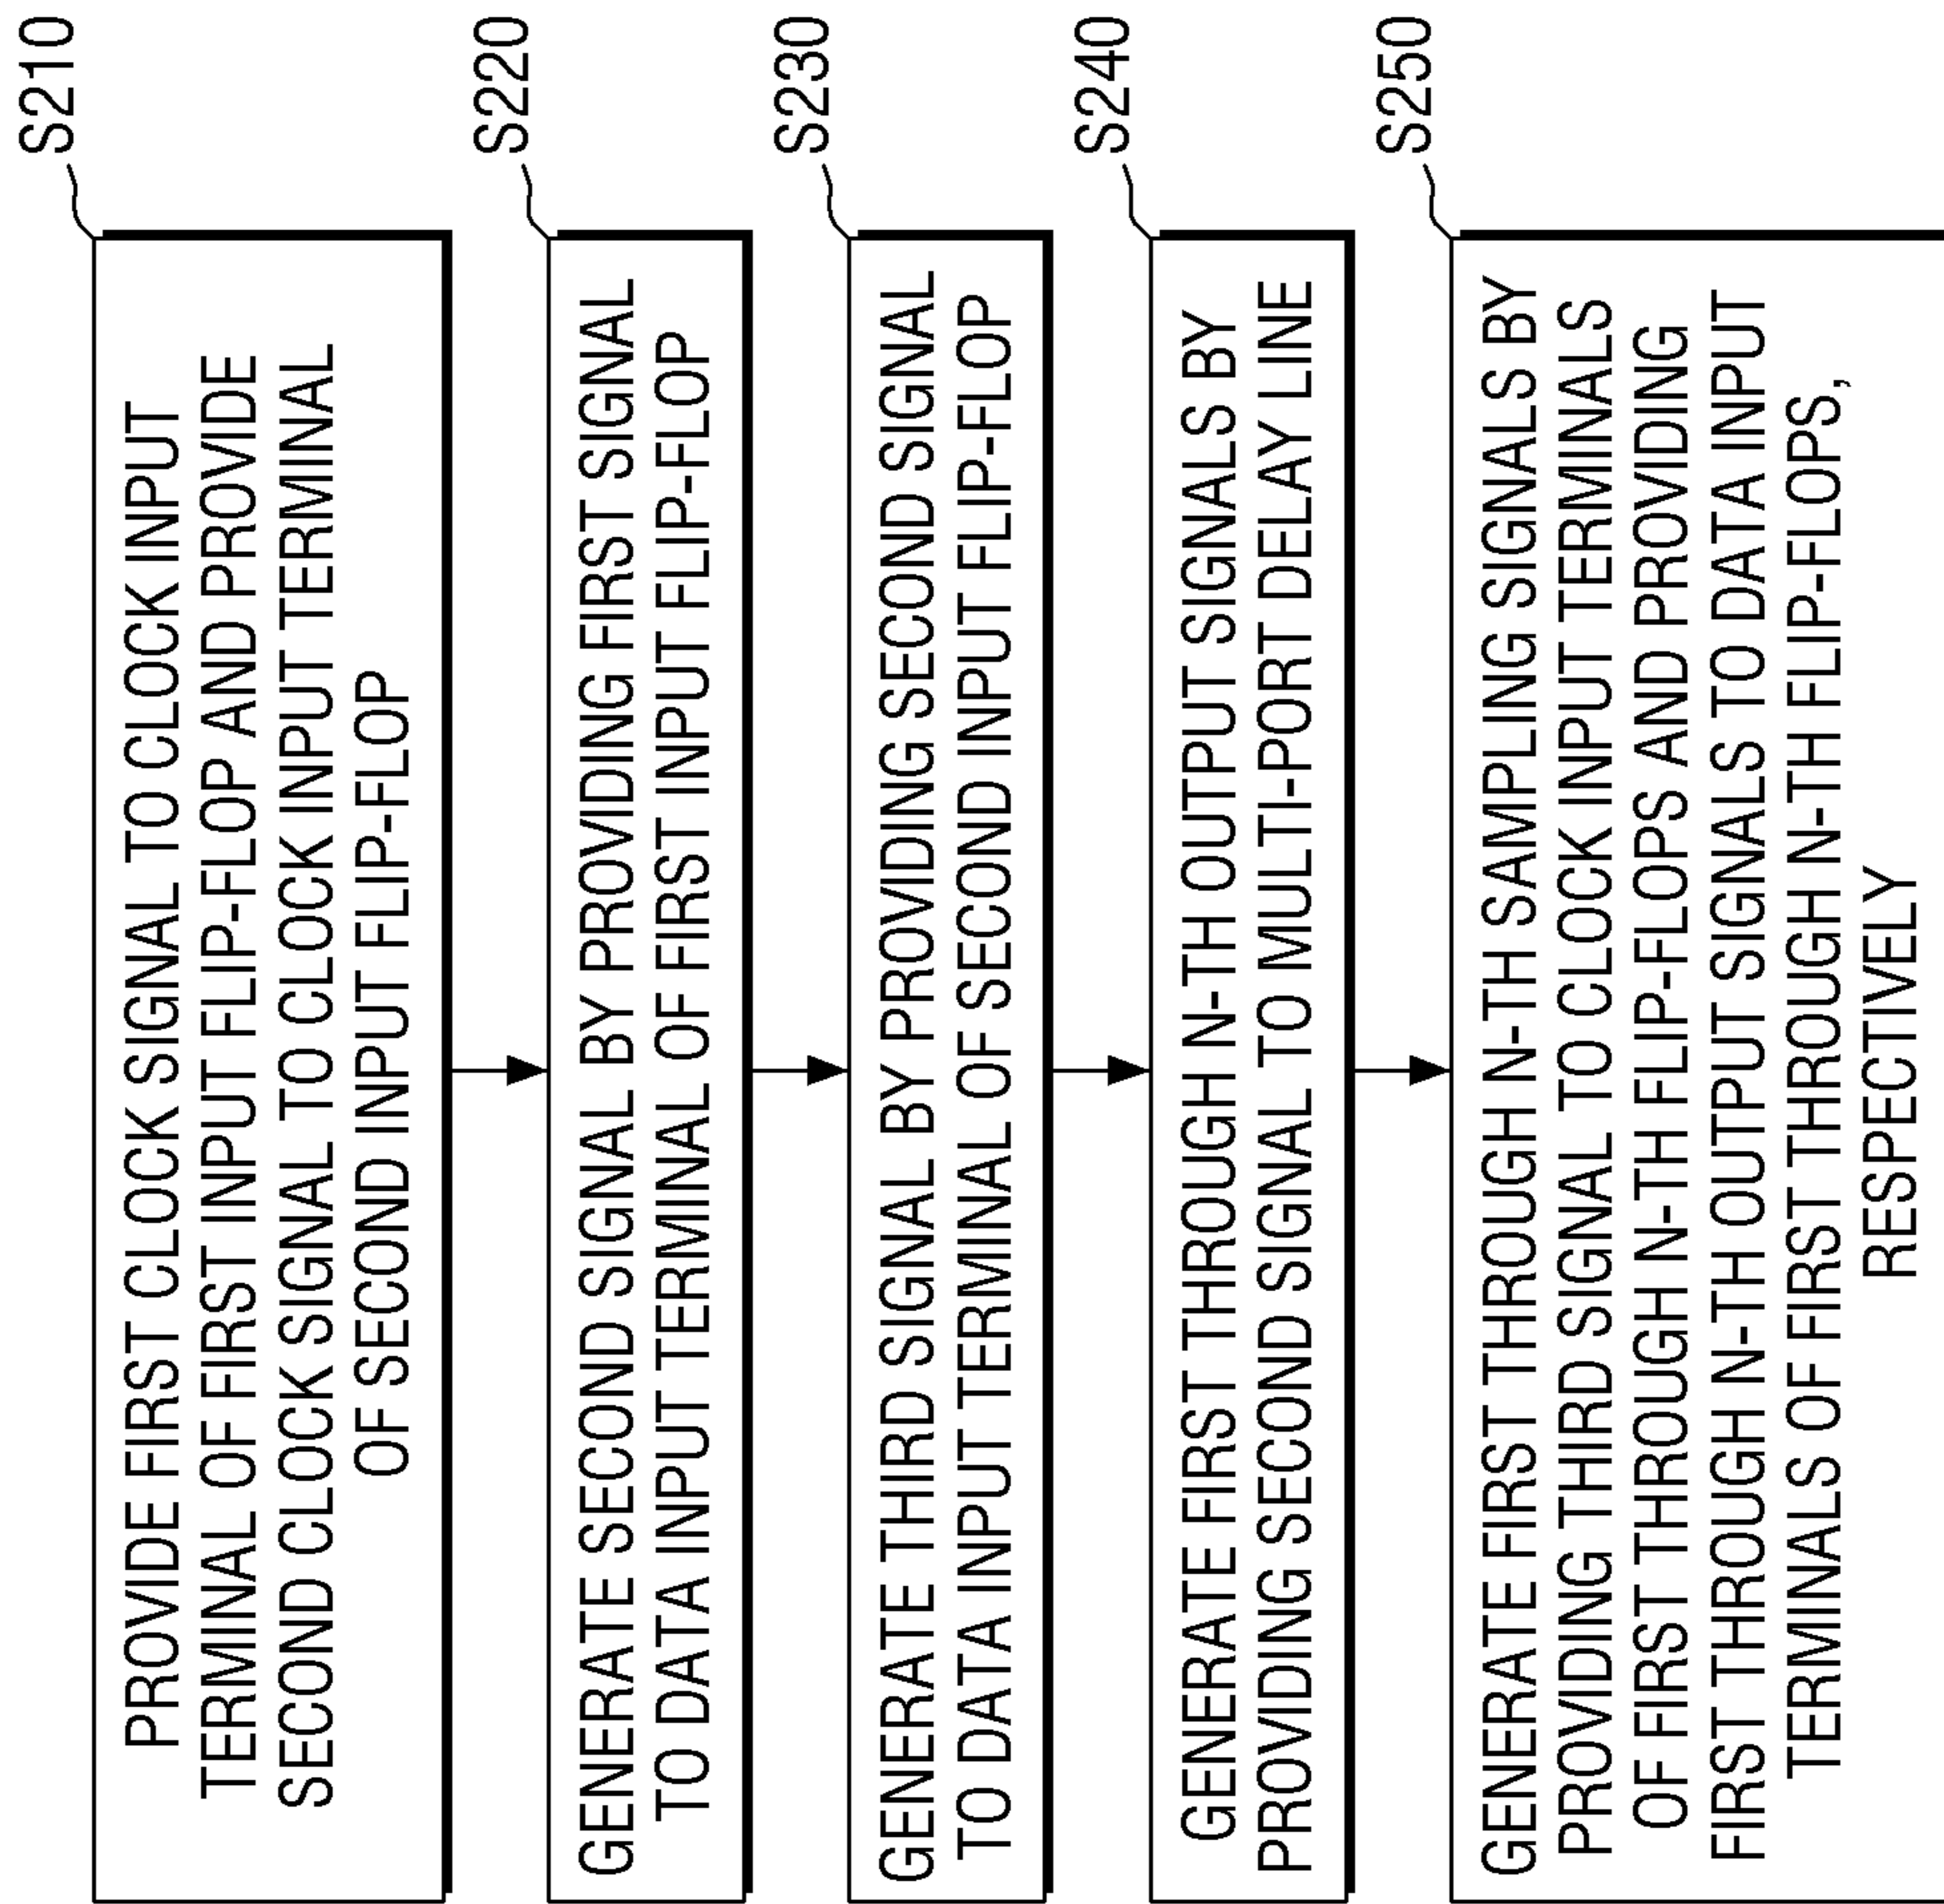 S210
PROVIDE FIRST CLOCK SIGNAL TO CLOCK INPUT
TERMINAL OF FIRST INPUT FLIP-FLOP AND PROVIDE
SECOND CLOCK SIGNAL TO CLOCK INPUT TERMINAL
OF SECOND INPUT FLIP-FLOP
S220
GENERATE SECOND SIGNAL BY PROVIDING FIRST SIGNAL
TO DATA INPUT TERMINAL OF FIRST INPUT FLIP-FLOP
S230
GENERATE THIRD SIGNAL BY PROVIDING SECOND SIGNAL
TO DATA INPUT TERMINAL OF SECOND INPUT FLIP-FLOP
S240
GENERATE FIRST THROUGH N-TH OUTPUT SIGNALS BY
PROVIDING SECOND SIGNAL TO MULTI-PORT DELAY LINE
S250
GENERATE FIRST THROUGH N-TH SAMPLING SIGNALS BY
PROVIDING THIRD SIGNAL TO CLOCK INPUT TERMINALS
OF FIRST THROUGH N-TH FLIP-FLOPS AND PROVIDING
FIRST THROUGH N-TH OUTPUT SIGNALS TO DATA INPUT
TERMINALS OF FIRST THROUGH N-TH FLIP-FLOPS,
RESPECTIVELY